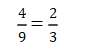 4/9 = 2/3